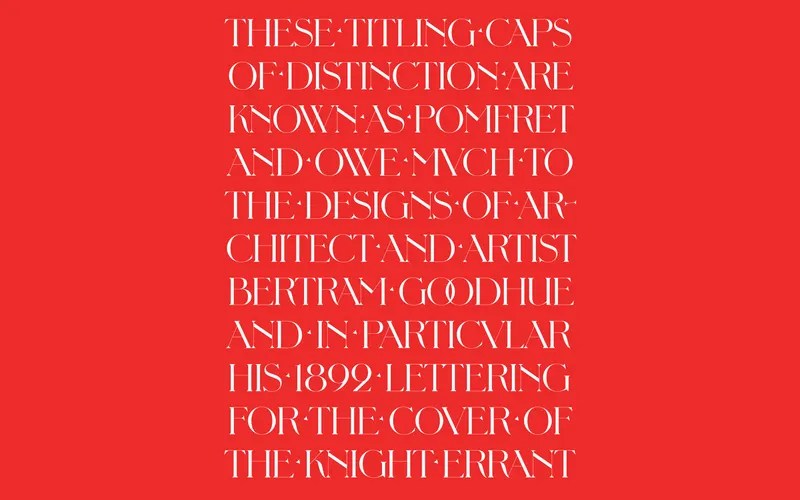 THESE·TITLING·CAPS
OF·DISTINCTION·ARE
KNOWN·AS·POMFRET
AND·OWE·MVCH·TO
THE·DESIGNS·OF·AR-
CHITECT·AND·ARTIST
BERTRAM·GOODHUE
AND·IN·PARTICVLAR
HIS·1892·LETTERING
FOR·THE·COVER·OF
THE·KNIGHT·ERRANT